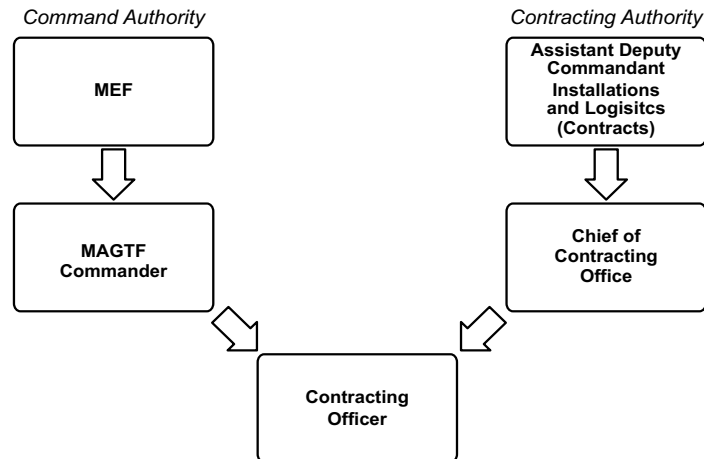 Command Authority
Contracting Authority
MEF
Assistant Deputy
Commandant
Installations
and Logisitcs
(Contracts)
MAGTF
Commander
Chief of
Contracting
Office
Contracting
Officer